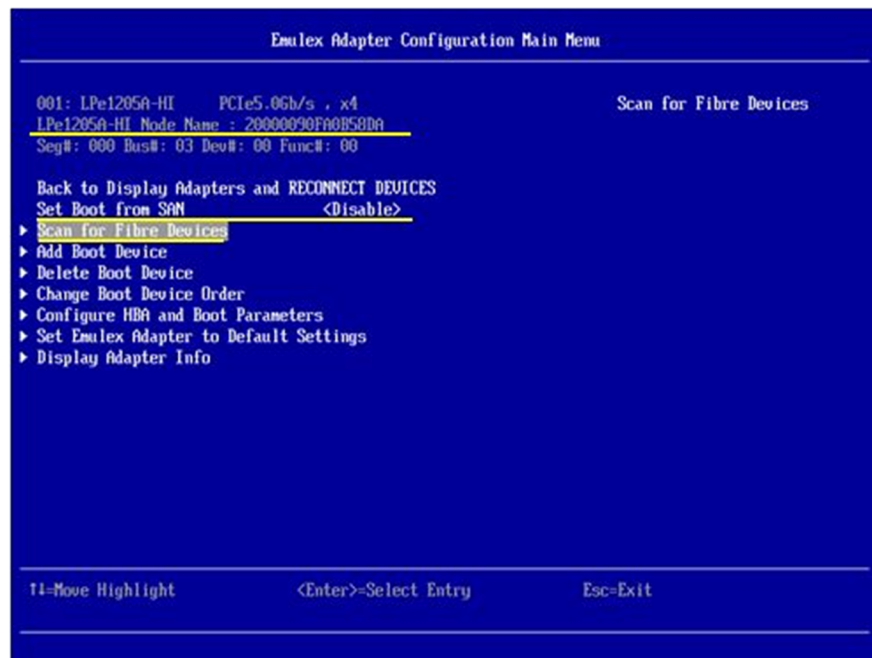 Emulex Adapter Configuration Main Menu
001: LPe1205A-HI PCIe5.0Gb/s , x4
Scan for Fibre Devices
LPe1205A-HI Node Name : 20000090FA0B58DA
Seg#: 000 Bus#: 03 Dev#: 00 Func#: 00
Back to Display Adapters and RECONNECT DEVICES
Set Boot from SAN <Disable>
Scan for Fibre Devices
Add Boot Device
Delete Boot Device
Change Boot Device Order
Configure HBA and Boot Parameters
Set Emulex Adapter to Default Settings
Display Adapter Info
↑↓=Move Highlight <Enter>=Select Entry Esc=Exit